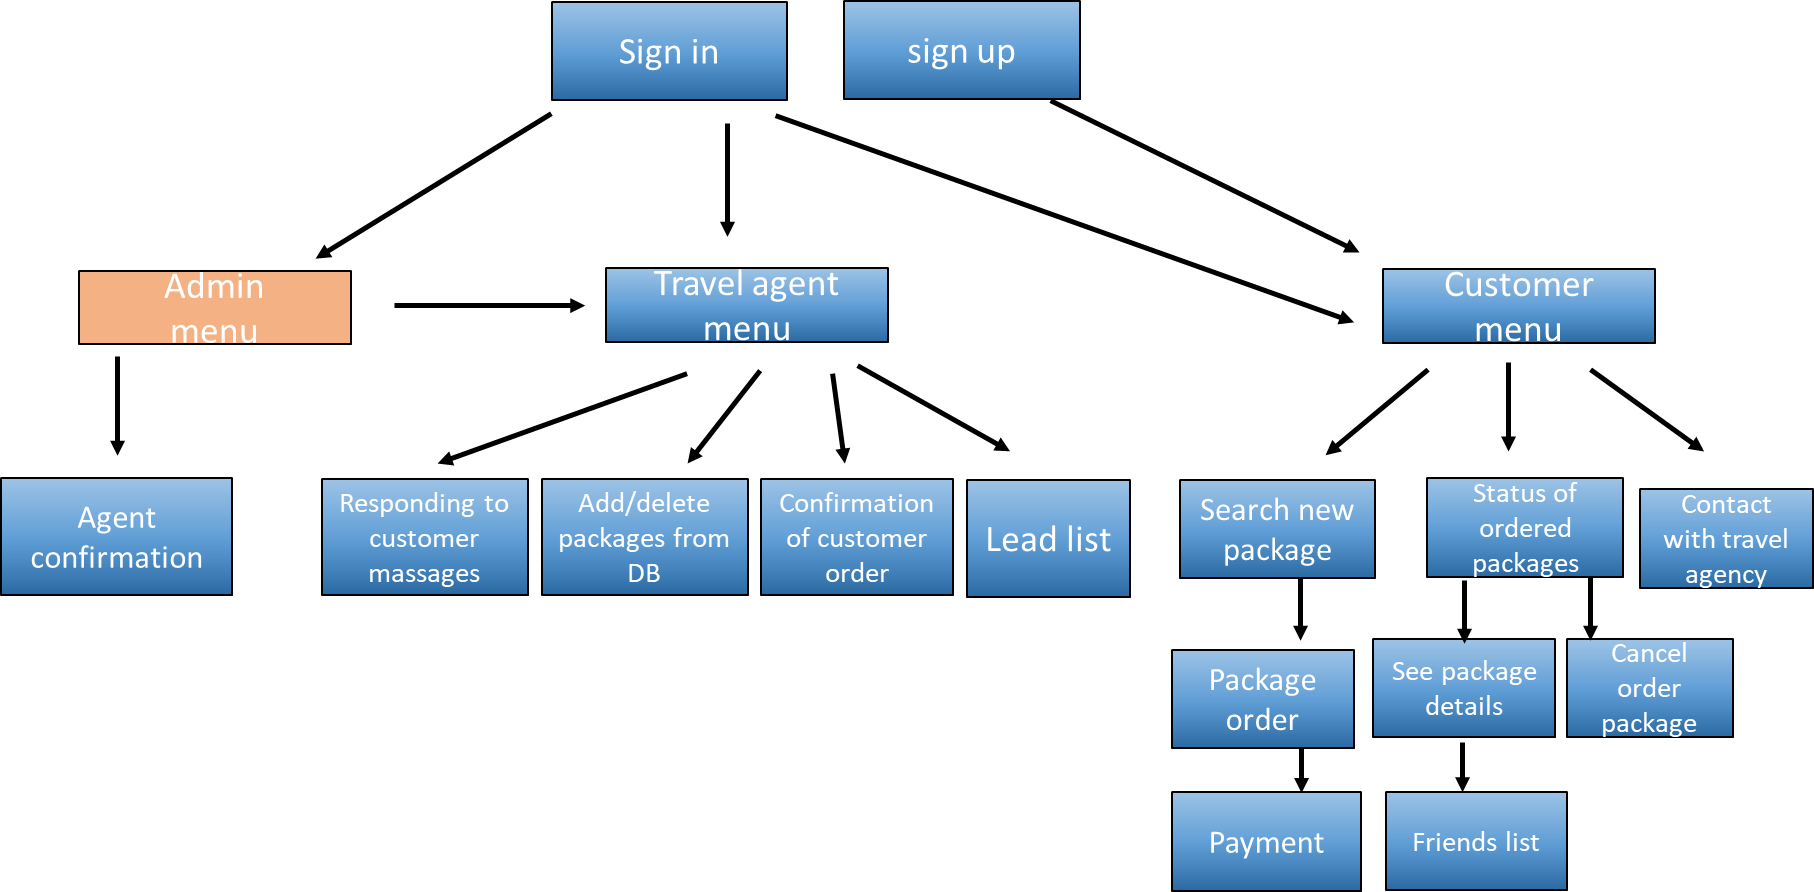 Sign in
sign up
Admin
menu
Travel agent
menu
Customer
menu
Agent
confirmation
Responding to
customer
massages
Add/delete
packages from
DB
Confirmation
of customer
order
Lead list
Search new
package
Status of
ordered
packages
Contact
with travel
agency
Package
order
See package
details
Cancel
order
package
Payment
Friends list